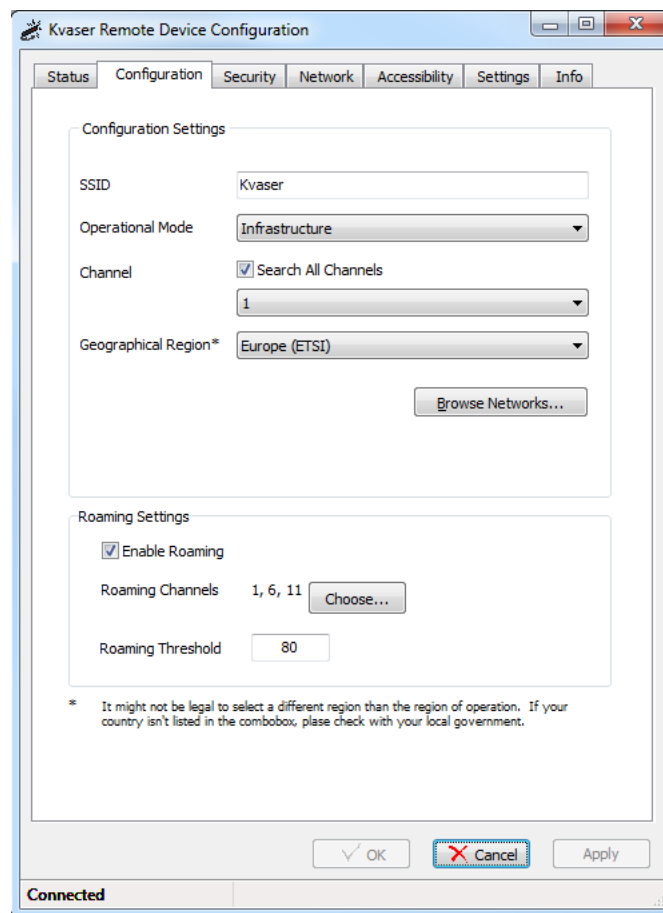 Kvaser Remote Device Configuration
Status Configuration Security Network Accessibility Settings Info
Configuration Settings
SSID Kvaser
Operational Mode Infrastructure
Channel Search All Channels
1
Geographical Region* Europe (ETSI)
Browse Networks...
Roaming Settings
Enable Roaming
Roaming Channels 1, 6, 11 Choose...
Roaming Threshold 80
* It might not be legal to select a different region than the region of operation. If your
country isn't listed in the combobox, plase check with your local government.
OK Cancel Apply
Connected